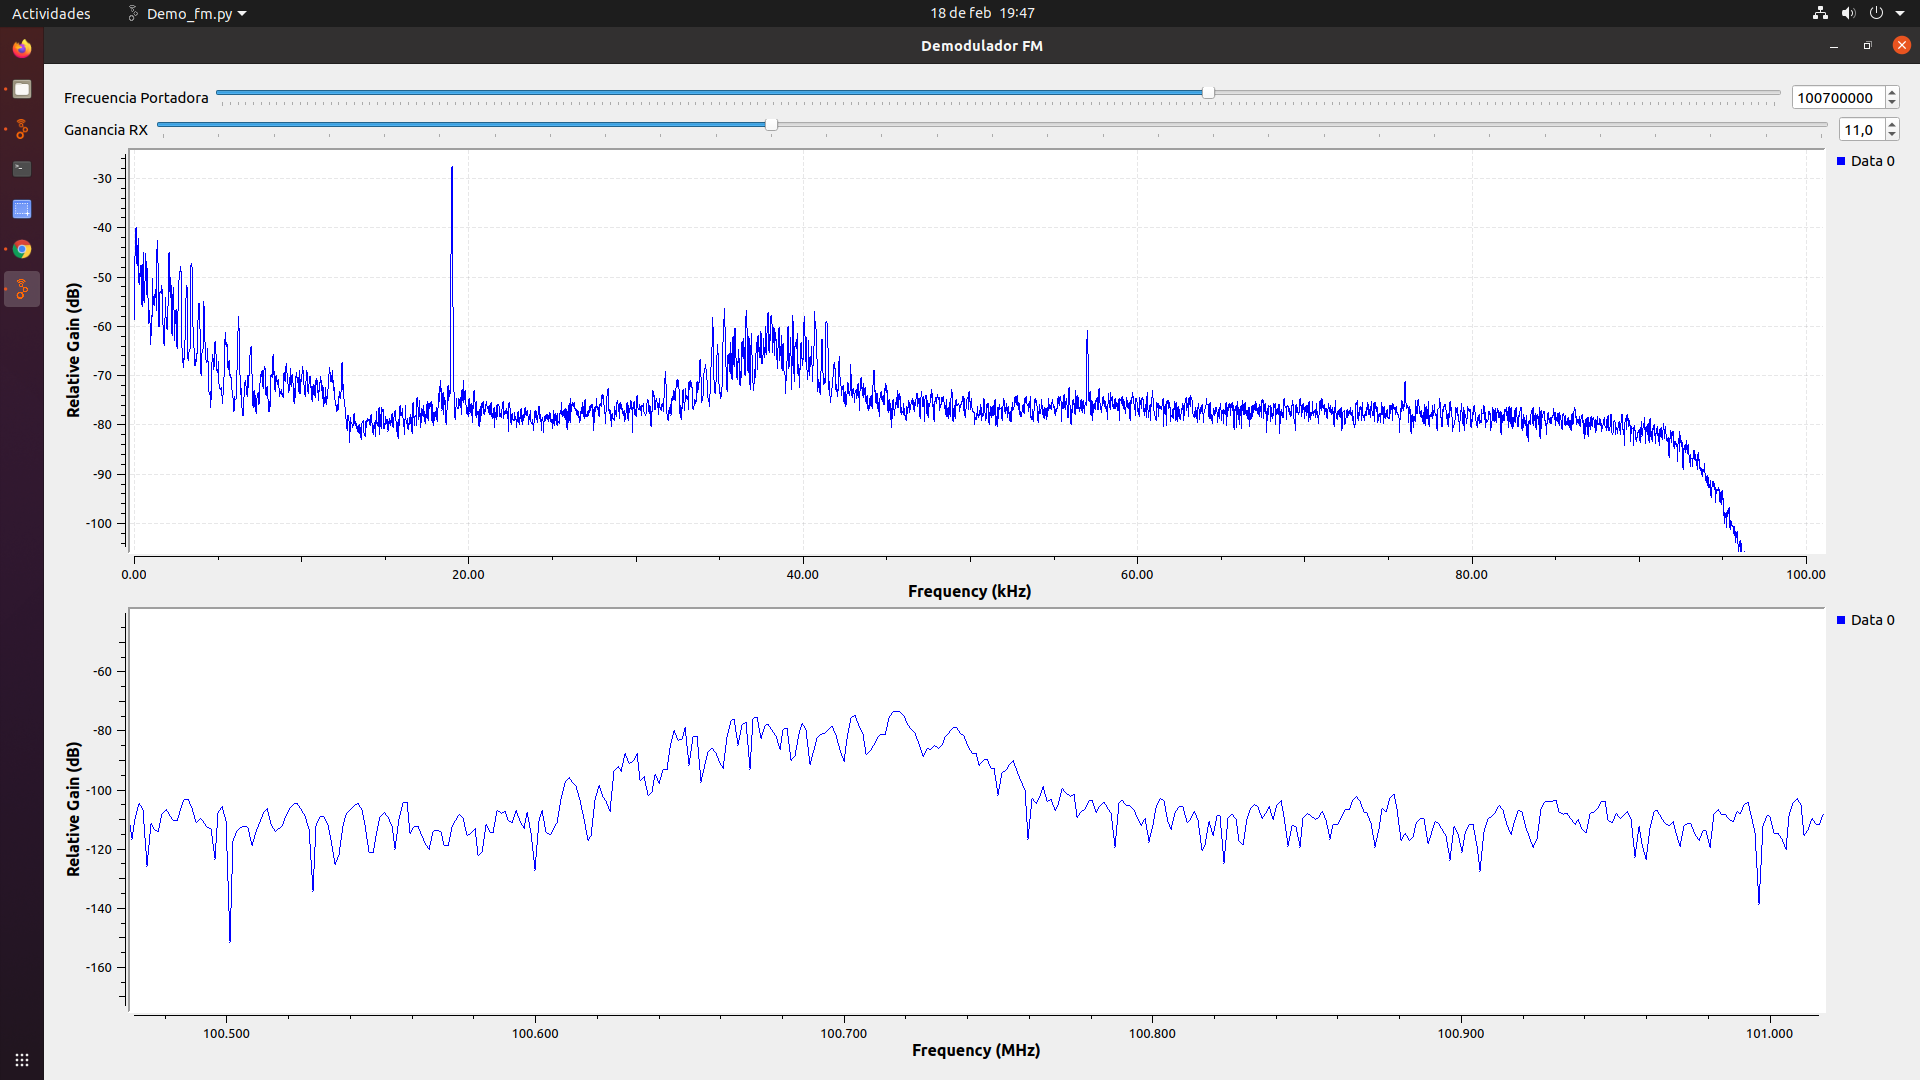 Actividades Demo_fm.py 18 de feb 19:47
Demodulador FM
Frecuencia Portadora 100700000
Ganancia RX 11,0
Data 0
-30
-40
-50
-60
-70
-80
-90
-100
Relative Gain (dB)
0.00 20.00 40.00 60.00 80.00 100.00
Frequency (kHz)
Data 0
-60
-80
-100
-120
-140
-160
Relative Gain (dB)
100.500 100.600 100.700 100.800 100.900 101.000
Frequency (MHz)